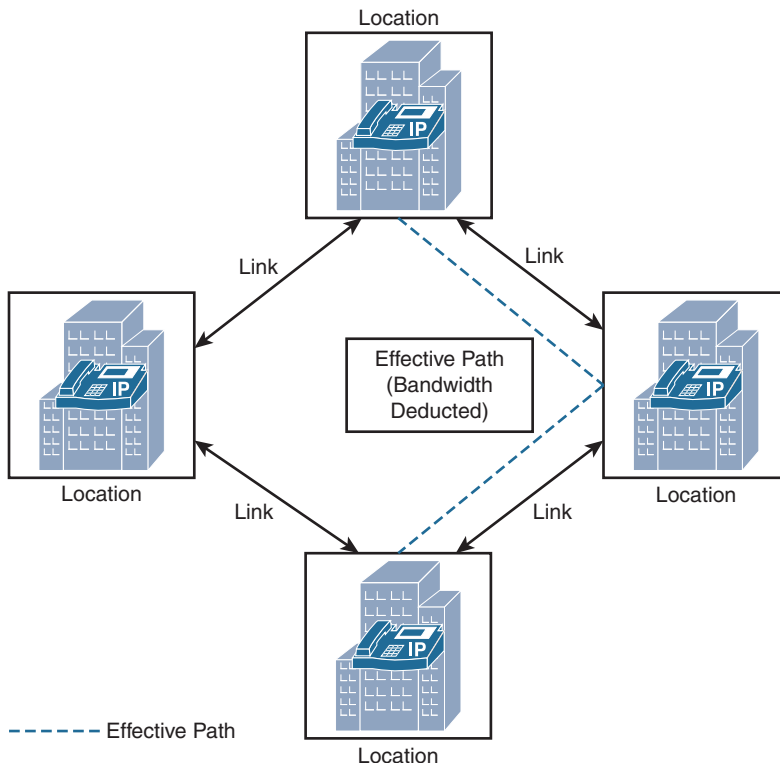 Location
IP
Link
Link
IP
Effective Path
(Bandwidth
Deducted)
IP
Location
Location
Link
Link
IP
Effective Path
Location